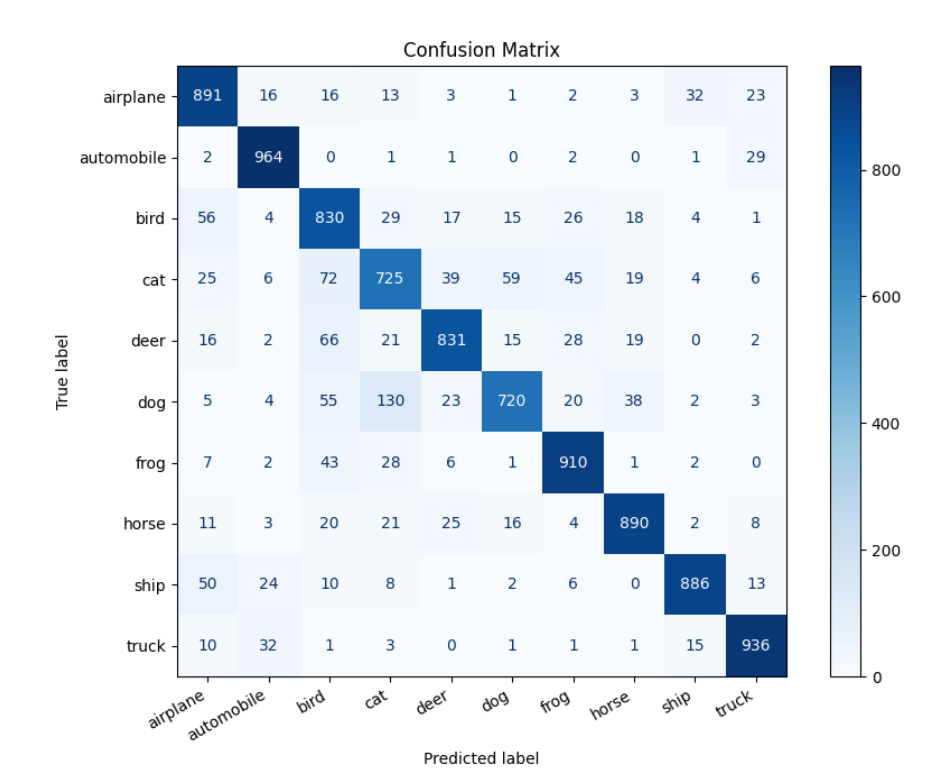 Confusion Matrix
True label
airplane 891 16 16 13 3 1 2 3 32 23
automobile 2 964 0 1 1 0 2 0 1 29
bird 56 4 830 29 17 15 26 18 4 1
cat 25 6 72 725 39 59 45 19 4 6
deer 16 2 66 21 831 15 28 19 0 2
dog 5 4 55 130 23 720 20 38 2 3
frog 7 2 43 28 6 1 910 1 2 0
horse 11 3 20 21 25 16 4 890 2 8
ship 50 24 10 8 1 2 6 0 886 13
truck 10 32 1 3 0 1 1 1 15 936
airplane automobile bird cat deer dog frog horse ship truck
Predicted label
800
600
400
200
0